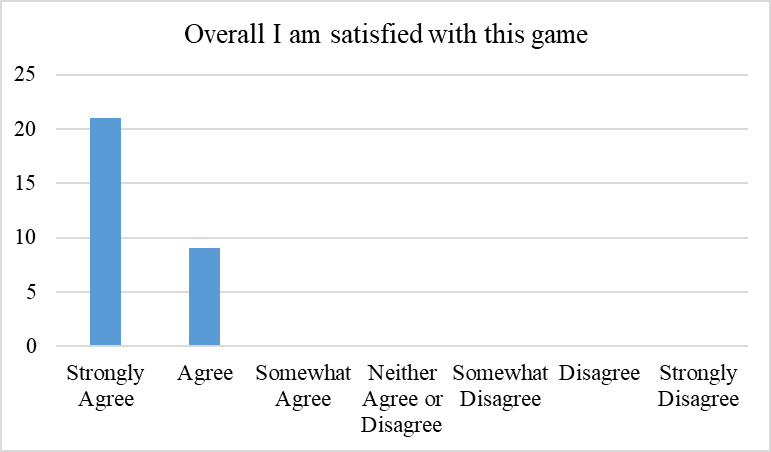 Overall I am satisfied with this game
25
20
15
10
5
0
Strongly Agree
Agree
Somewhat Agree
Neither Agree or Disagree
Somewhat Disagree
Disagree
Strongly Disagree